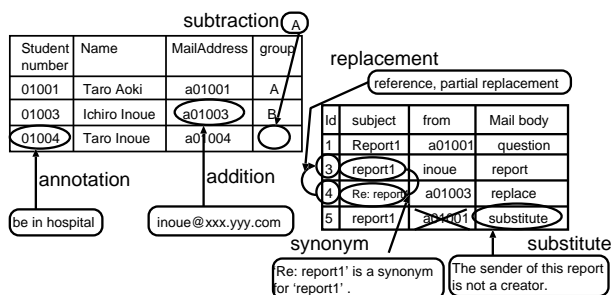 subtraction A
Student number Name MailAddress group
01001 Taro Aoki a01001 A
01003 Ichiro Inoue a01003 B
01004 Taro Inoue a01004
annotation
addition
be in hospital
inoue@xxx.yyy.com
replacement
reference, partial replacement
Id subject from Mail body
1 Report1 a01001 question
3 report1 inoue report
4 Re: report a01003 replace
5 report1 a01001 substitute
synonym
substitute
'Re: report1' is a synonym
for 'report1' .
The sender of this report
is not a creator.